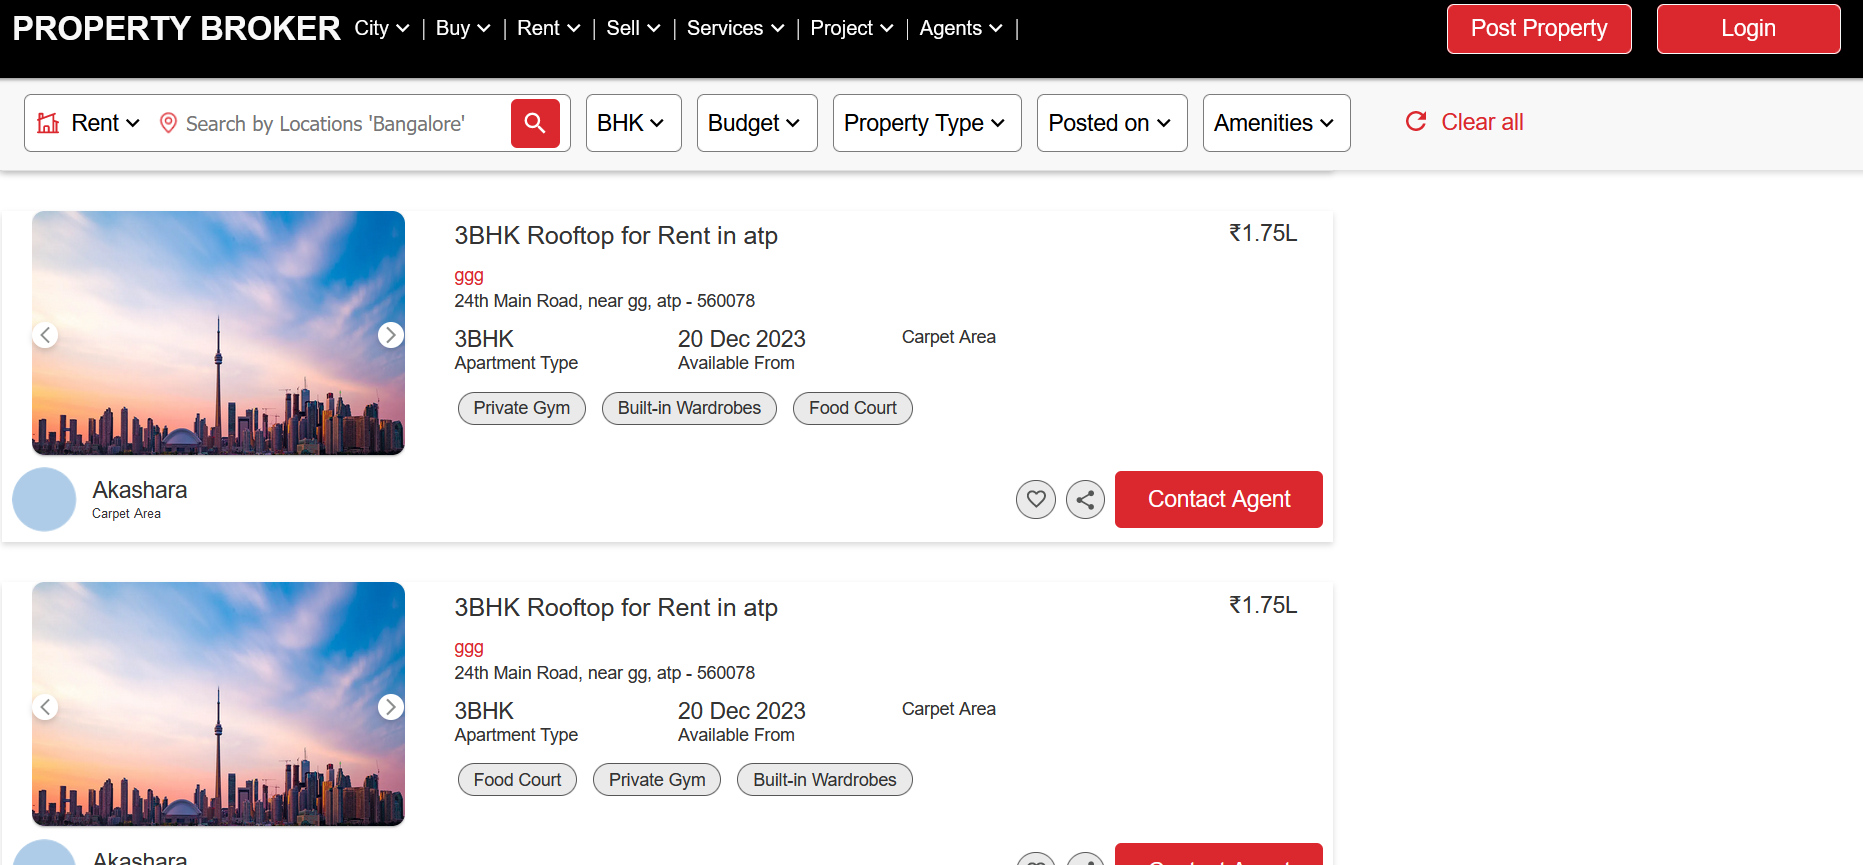 PROPERTY BROKER City | Buy | Rent | Sell | Services | Project | Agents | Post Property Login
Rent Search by Locations 'Bangalore' BHK Budget Property Type Posted on Amenities Clear all
3BHK Rooftop for Rent in atp ₹1.75L
ggg
24th Main Road, near gg, atp - 560078
3BHK 20 Dec 2023 Carpet Area
Apartment Type Available From
Private Gym Built-in Wardrobes Food Court
Akashara
Carpet Area
Contact Agent
3BHK Rooftop for Rent in atp ₹1.75L
ggg
24th Main Road, near gg, atp - 560078
3BHK 20 Dec 2023 Carpet Area
Apartment Type Available From
Food Court Private Gym Built-in Wardrobes
Akashara
Contact Agent